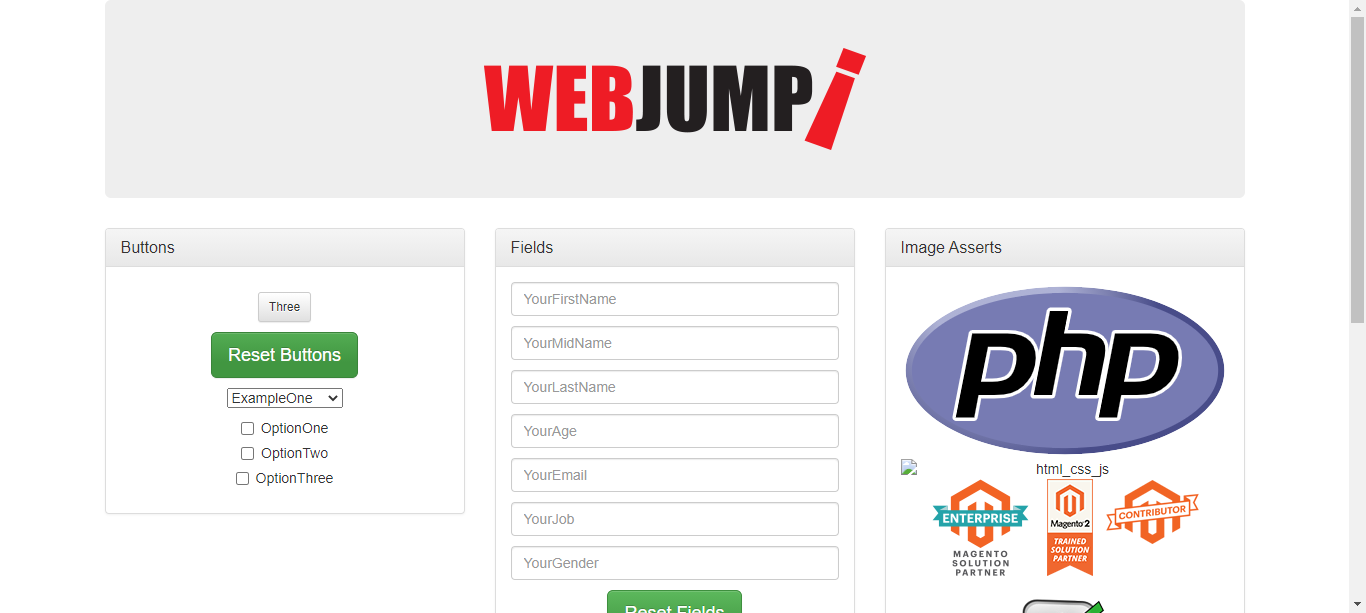 WEBJUMP!
Buttons
Three
Reset Buttons
ExampleOne
OptionOne
OptionTwo
OptionThree
Fields
YourFirstName
YourMidName
YourLastName
YourAge
YourEmail
YourJob
YourGender
Reset Fields
Image Asserts
php
html_css_js
ENTERPRISE
MAGENTO
SOLUTION
PARTNER
Magento 2
TRAINED
SOLUTION
PARTNER
CONTRIBUTOR